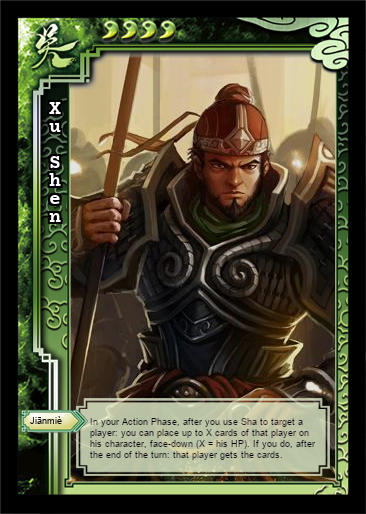 吴
Xu Shen
Jiānmiè
In your Action Phase, after you use Sha to target a
player: you can place up to X cards of that player on
his character, face-down (X = his HP). If you do, after
the end of the turn: that player gets the cards.